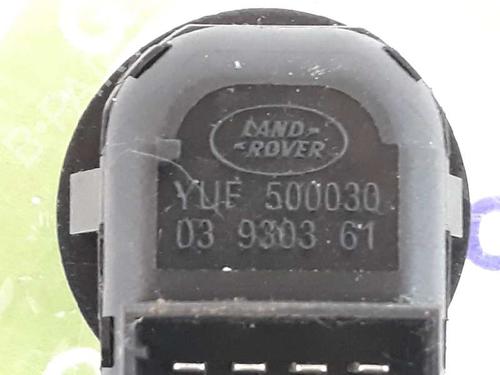 LAND-
-ROVER
YUF 500030
03 9303 61